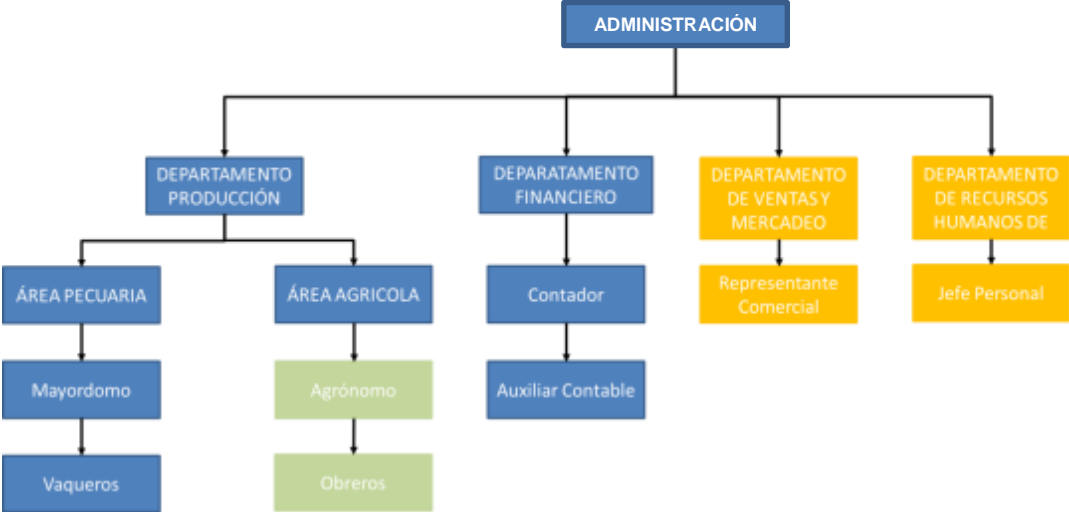 ADMINISTRACIÓN
DEPARTAMENTO
PRODUCCIÓN
DEPARATAMENTO
FINANCIERO
DEPARTAMENTO
DE VENTAS Y
MERCADEO
DEPARTAMENTO
DE RECURSOS
HUMANOS DE
ÁREA PECUARIA
ÁREA AGRICOLA
Contador
Representante
Comercial
Jefe Personal
Mayordomo
Agrónomo
Auxiliar Contable
Vaqueros
Obreros